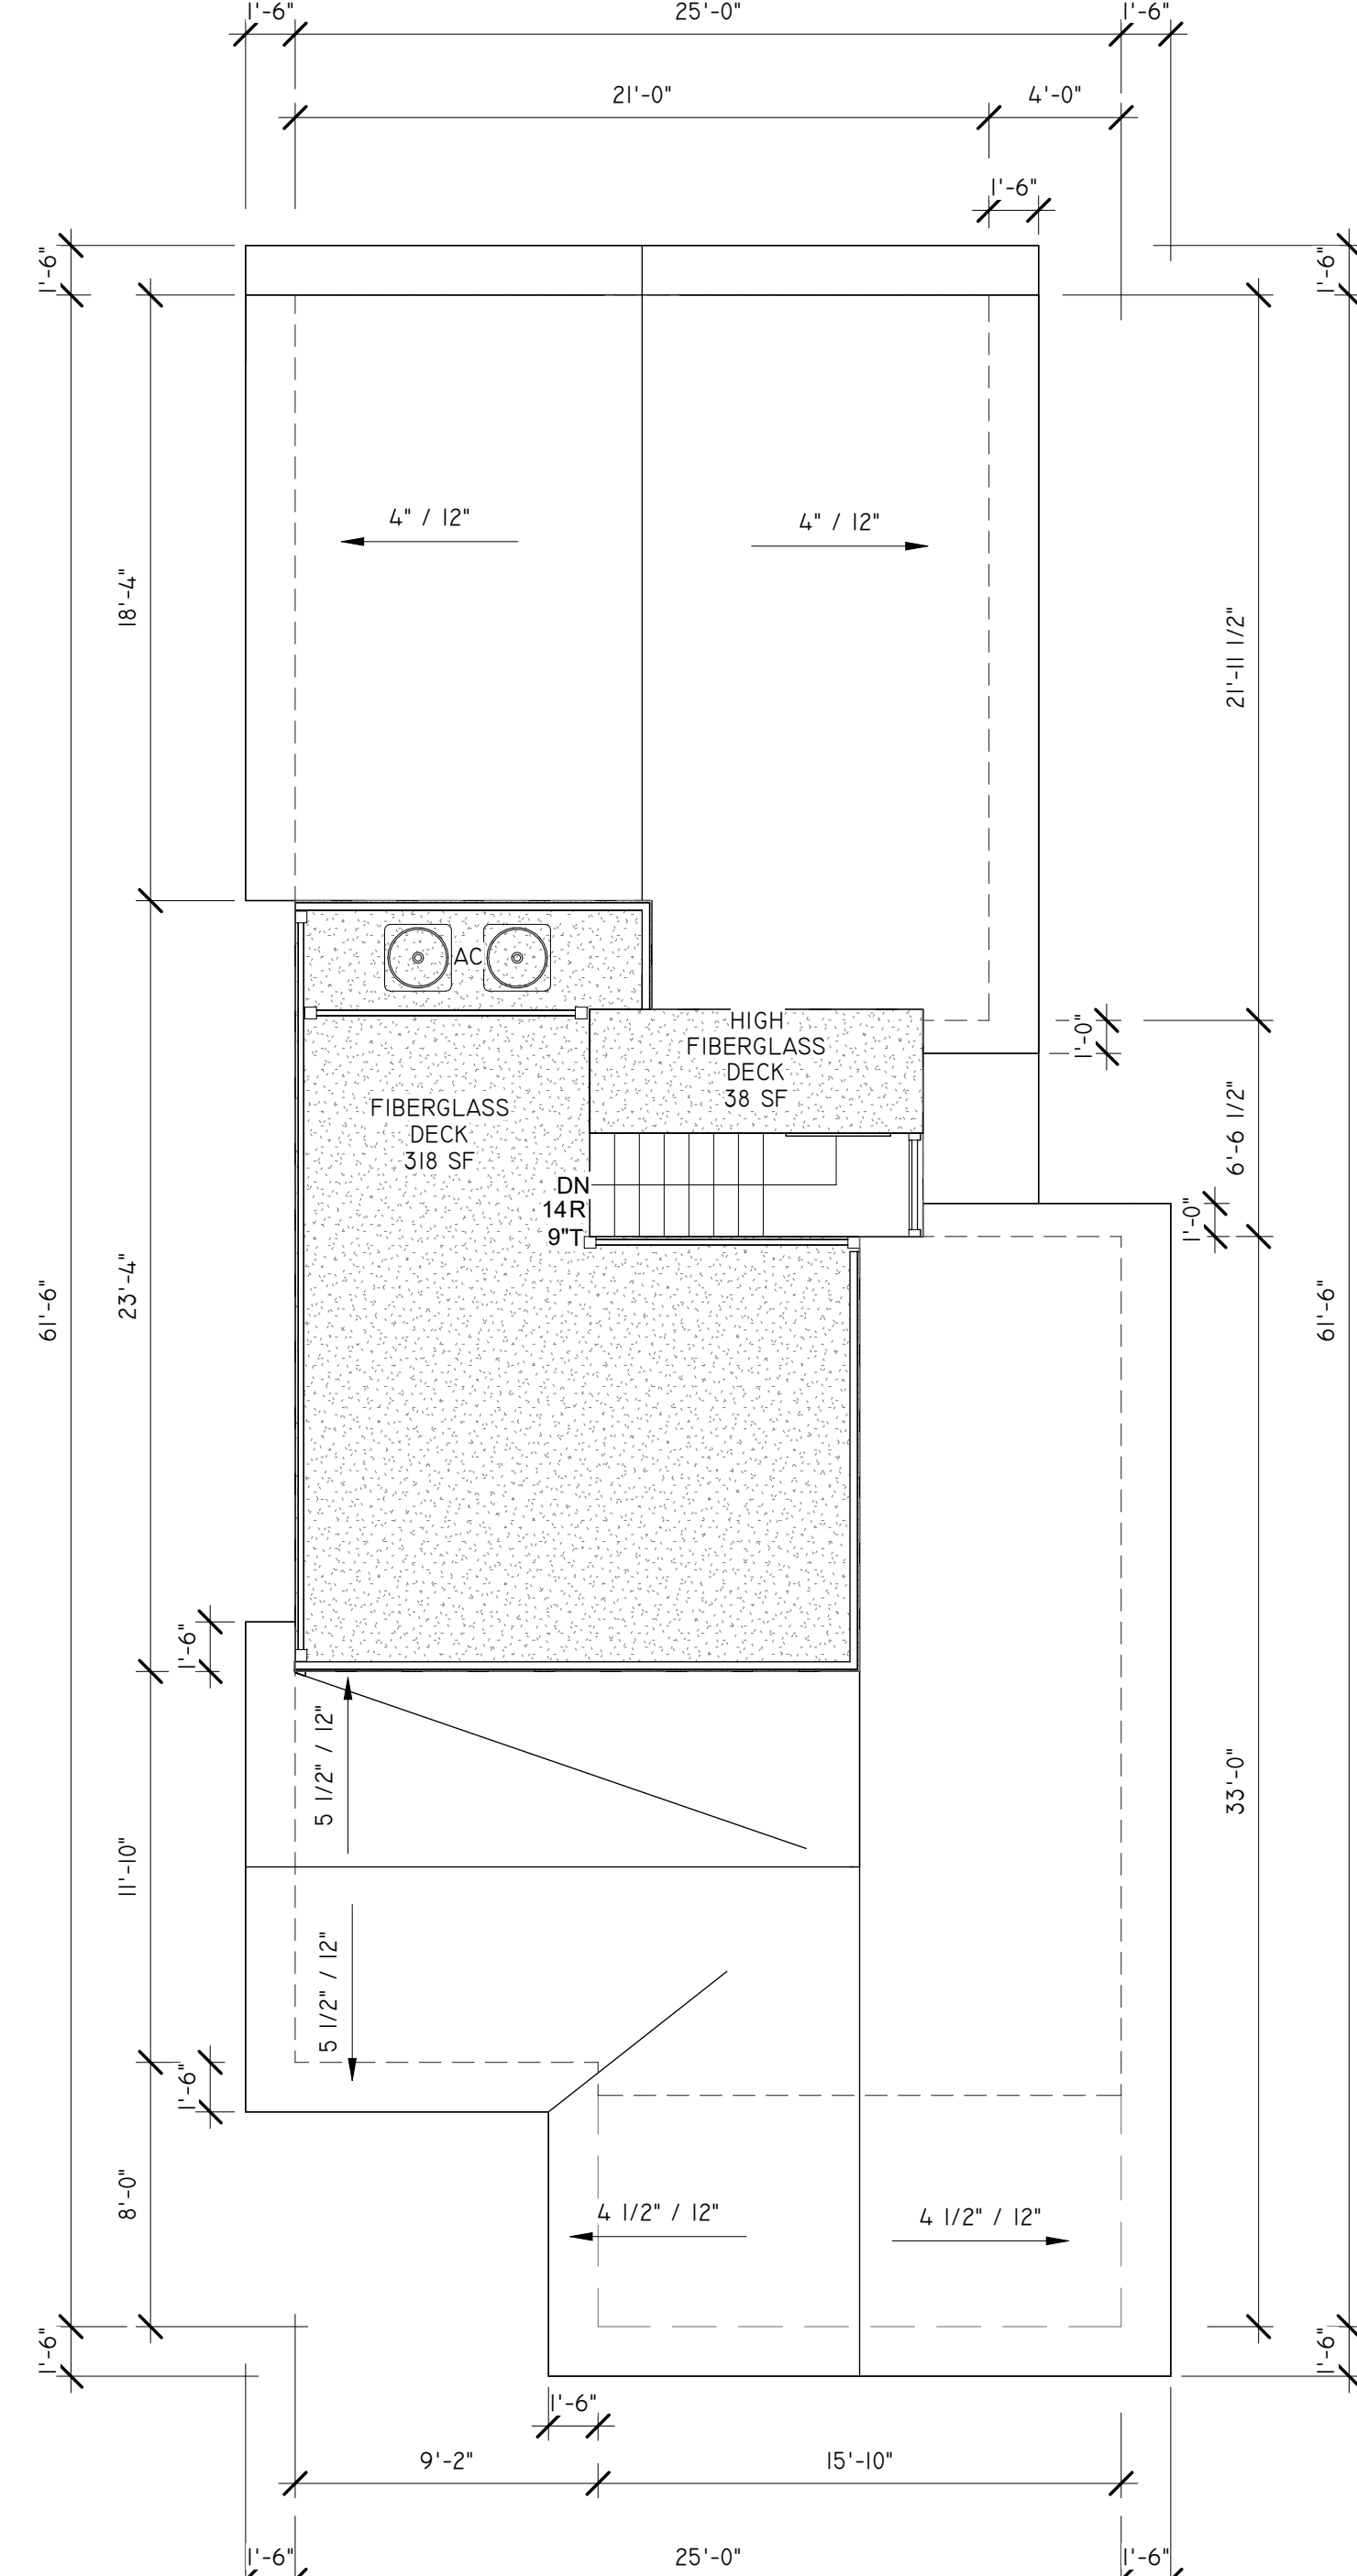 1'-6"
25'-0"
1'-6"
21'-0"
4'-0"
1'-6"
1'-6"
1'-6"
4" / 12"
4" / 12"
18'-4"
21'-11 1/2"
AC
HIGH
FIBERGLASS
DECK
38 SF
1'-0"
FIBERGLASS
DECK
318 SF
6'-6 1/2"
DN
14R
9"T
1'-0"
61'-6"
23'-4"
61'-6"
1'-6"
5 1/2" / 12"
33'-0"
11'-10"
5 1/2" / 12"
1'-6"
8'-0"
4 1/2" / 12"
4 1/2" / 12"
1'-6"
1'-6"
1'-6"
9'-2"
15'-10"
1'-6"
25'-0"
1'-6"